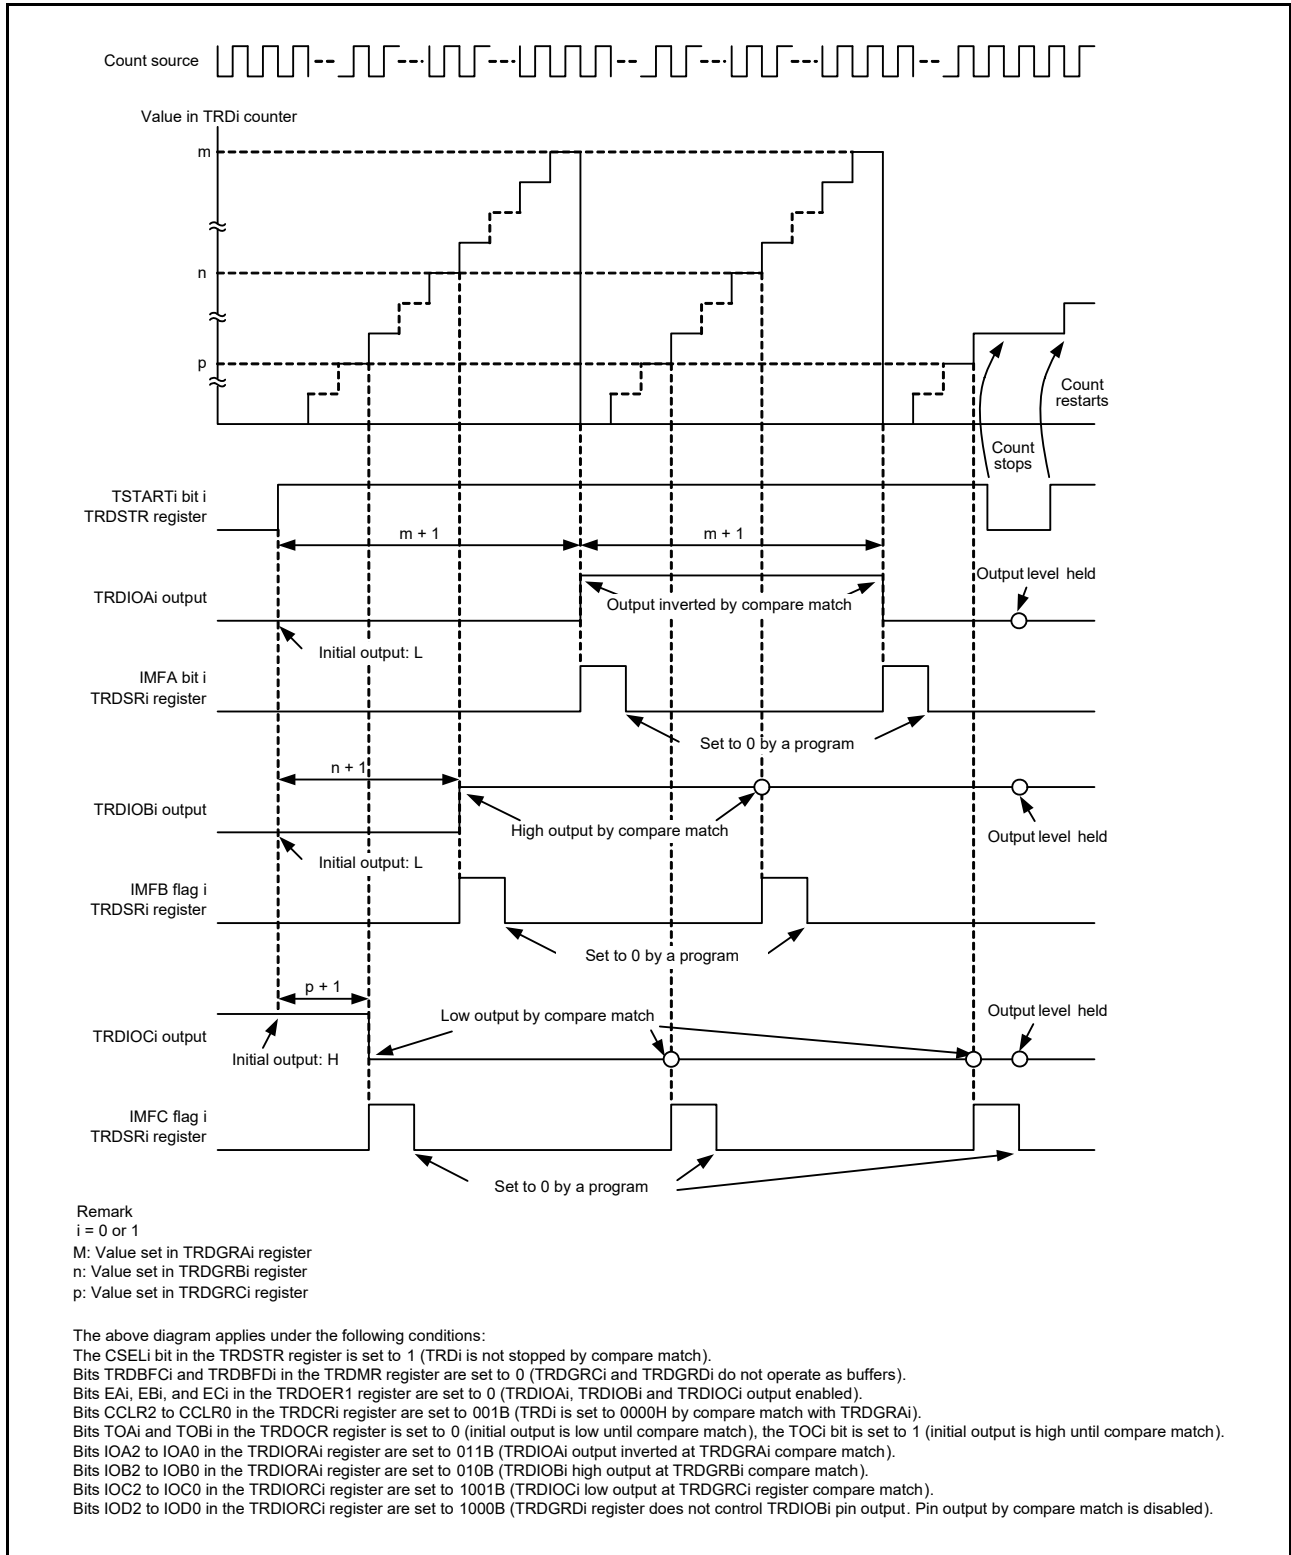 Count source
Value in TRDi counter
m
n
p
Count
restarts
Count
stops
TSTARTi bit i
TRDSTR register
m + 1
m + 1
Output level held
TRDIOAi output
Output inverted by compare match
Initial output: L
IMFA bit i
TRDSRi register
Set to 0 by a program
n + 1
TRDIOBi output
High output by compare match
Output level held
Initial output: L
IMFB flag i
TRDSRi register
Set to 0 by a program
p + 1
Low output by compare match
Output level held
TRDIOCi output
Initial output: H
IMFC flag i
TRDSRi register
Set to 0 by a program
Remark
i = 0 or 1
M: Value set in TRDGRAi register
n: Value set in TRDGRBi register
p: Value set in TRDGRCi register
The above diagram applies under the following conditions:
The CSELi bit in the TRDSTR register is set to 1 (TRDi is not stopped by compare match).
Bits TRDBFCi and TRDBFDi in the TRDMR register are set to 0 (TRDGRCi and TRDGRDi do not operate as buffers).
Bits EAi, EBi, and ECi in the TRDOER1 register are set to 0 (TRDIOAi, TRDIOBi and TRDIOCi output enabled).
Bits CCLR2 to CCLR0 in the TRDCRi register are set to 001B (TRDi is set to 0000H by compare match with TRDGRAi).
Bits TOAi and TOBi in the TRDOCR register is set to 0 (initial output is low until compare match), the TOCi bit is set to 1 (initial output is high until compare match).
Bits IOA2 to IOA0 in the TRDIORAi register are set to 011B (TRDIOAi output inverted at TRDGRAi compare match).
Bits IOB2 to IOB0 in the TRDIORAi register are set to 010B (TRDIOBi high output at TRDGRBi compare match).
Bits IOC2 to IOC0 in the TRDIORCi register are set to 1001B (TRDIOCi low output at TRDGRCi register compare match).
Bits IOD2 to IOD0 in the TRDIORCi register are set to 1000B (TRDGRDi register does not control TRDIOBi pin output. Pin output by compare match is disabled).